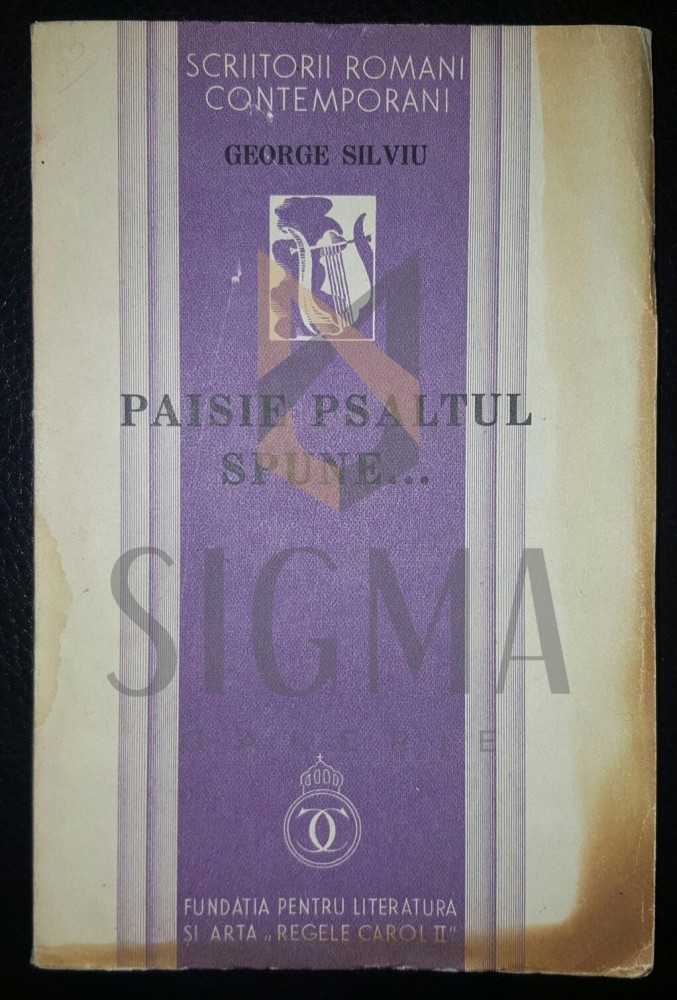 SCRIITORII ROMANI
CONTEMPORANI
GEORGE SILVIU
PAISIE PSALTUL
SPUNE...
SIGMA
GALERIE
FUNDAȚIA PENTRU LITERATURA
ȘI ARTA „REGELE CAROL II"